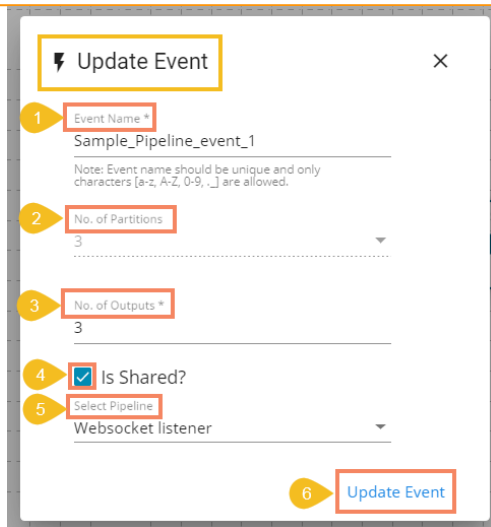 Update Event
1
Event Name *
Sample_Pipeline_event_1
Note: Event name should be unique and only
characters [a-z, A-Z, 0-9, ._] are allowed.
2
No. of Partitions
3
3
No. of Outputs *
3
4
Is Shared?
5
Select Pipeline
Websocket listener
6
Update Event